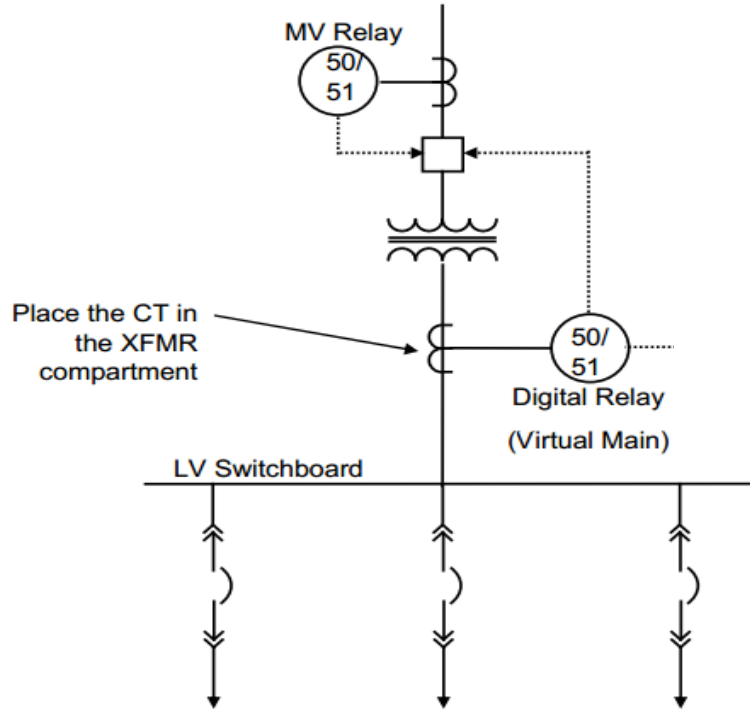 MV Relay
50/
51
Place the CT in
the XFMR
compartment
50/
51
Digital Relay
(Virtual Main)
LV Switchboard